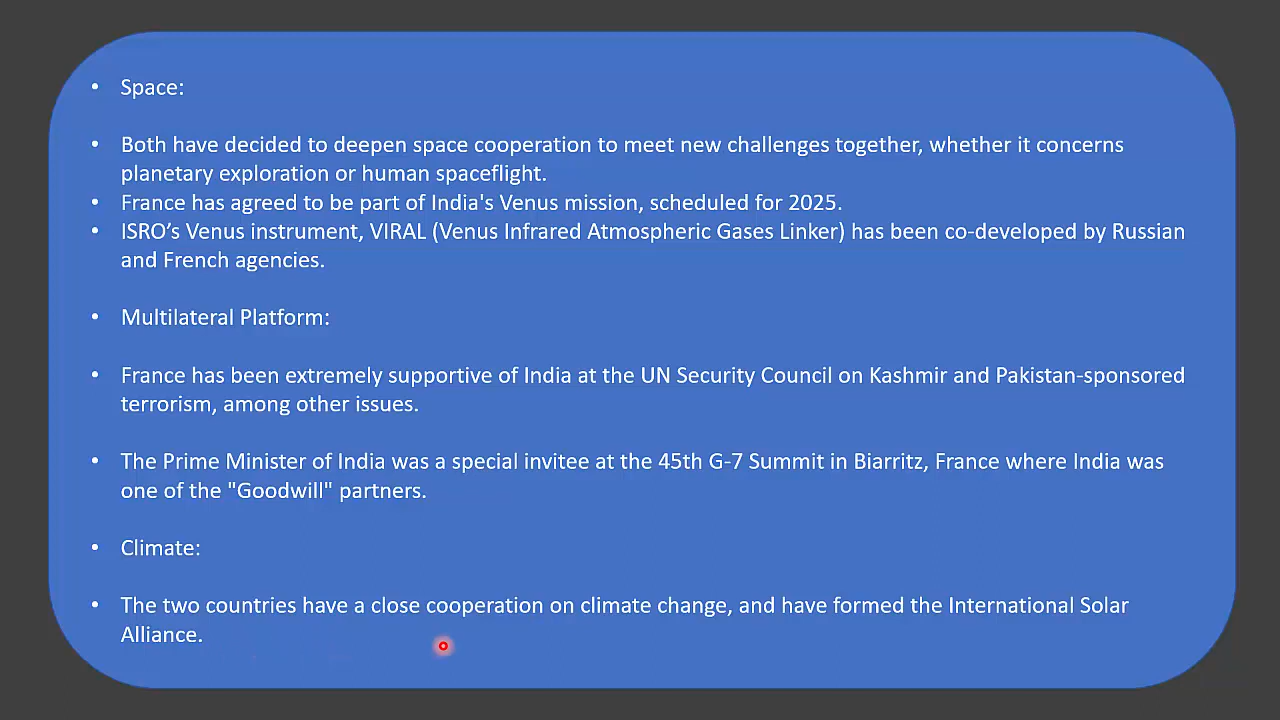 • Space:
• Both have decided to deepen space cooperation to meet new challenges together, whether it concerns
planetary exploration or human spaceflight.
• France has agreed to be part of India's Venus mission, scheduled for 2025.
• ISRO’s Venus instrument, VIRAL (Venus Infrared Atmospheric Gases Linker) has been co-developed by Russian
and French agencies.
• Multilateral Platform:
• France has been extremely supportive of India at the UN Security Council on Kashmir and Pakistan-sponsored
terrorism, among other issues.
• The Prime Minister of India was a special invitee at the 45th G-7 Summit in Biarritz, France where India was
one of the "Goodwill" partners.
• Climate:
• The two countries have a close cooperation on climate change, and have formed the International Solar
Alliance.